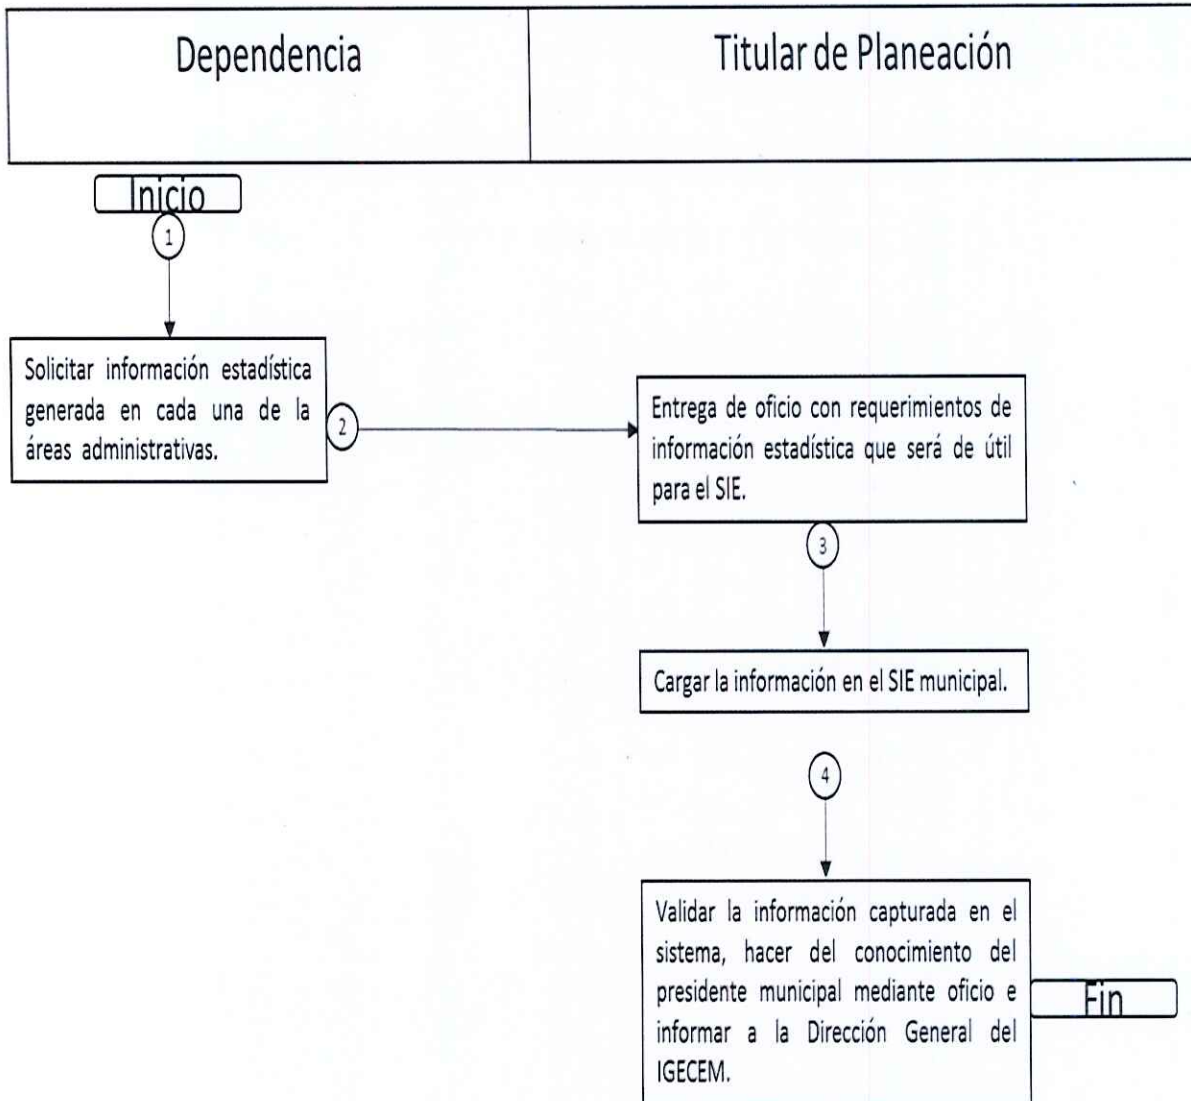 Dependencia
Titular de Planeación
Inicio
1
Solicitar información estadística
generada en cada una de la
áreas administrativas.
2
Entrega de oficio con requerimientos de
información estadística que será de útil
para el SIE.
3
Cargar la información en el SIE municipal.
4
Validar la información capturada en el
sistema, hacer del conocimiento del
presidente municipal mediante oficio e
informar a la Dirección General del
IGECEM.
Fin